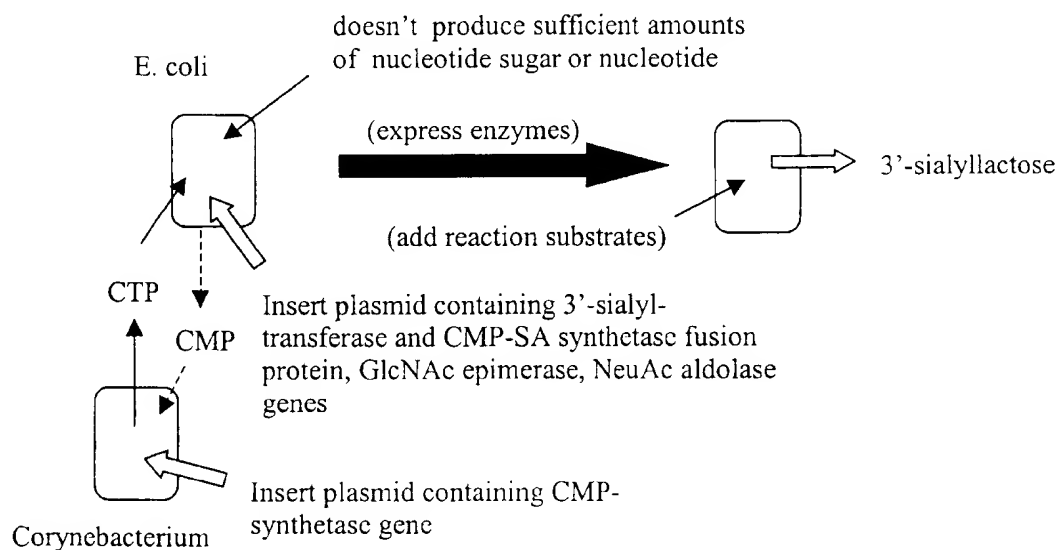 doesn't produce sufficient amounts
of nucleotide sugar or nucleotide
E. coli
(express enzymes)
3'-sialyllactose
(add reaction substrates)
CTP
CMP
Insert plasmid containing 3'-sialyl-
transferase and CMP-SA synthetase fusion
protein, GlcNAc epimerase, NeuAc aldolase
genes
Insert plasmid containing CMP-
synthetase gene
Corynebacterium